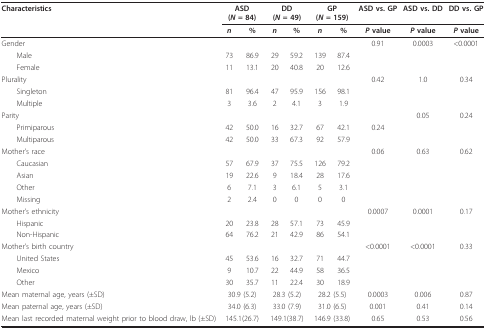 Characteristics ASD DD GP ASD vs. GP ASD vs. DD DD vs. GP
(N = 84) (N = 49) (N = 159)
n % n % n % P value P value P value
Gender 0.91 0.0003 <0.0001
Male 73 86.9 29 59.2 139 87.4
Female 11 13.1 20 40.8 20 12.6
Plurality 0.42 1.0 0.34
Singleton 81 96.4 47 95.9 156 98.1
Multiple 3 3.6 2 4.1 3 1.9
Parity 0.05 0.24
Primiparous 42 50.0 16 32.7 67 42.1 0.24
Multiparous 42 50.0 33 67.3 92 57.9
Mother's race 0.06 0.63 0.62
Caucasian 57 67.9 37 75.5 126 79.2
Asian 19 22.6 9 18.4 28 17.6
Other 6 7.1 3 6.1 5 3.1
Missing 2 2.4 0 0 0 0
Mother's ethnicity 0.0007 0.0001 0.17
Hispanic 20 23.8 28 57.1 73 45.9
Non-Hispanic 64 76.2 21 42.9 86 54.1
Mother's birth country <0.0001 <0.0001 0.33
United States 45 53.6 16 32.7 71 44.7
Mexico 9 10.7 22 44.9 58 36.5
Other 30 35.7 11 22.4 30 18.9
Mean maternal age, years (±SD) 30.9 (5.2) 28.3 (5.2) 28.2 (5.5) 0.0003 0.006 0.87
Mean paternal age, years (±SD) 34.0 (6.3) 33.0 (7.9) 31.0 (6.5) 0.001 0.41 0.14
Mean last recorded maternal weight prior to blood draw, lb (±SD) 145.1(26.7) 149.1(38.7) 146.9 (33.8) 0.65 0.53 0.56